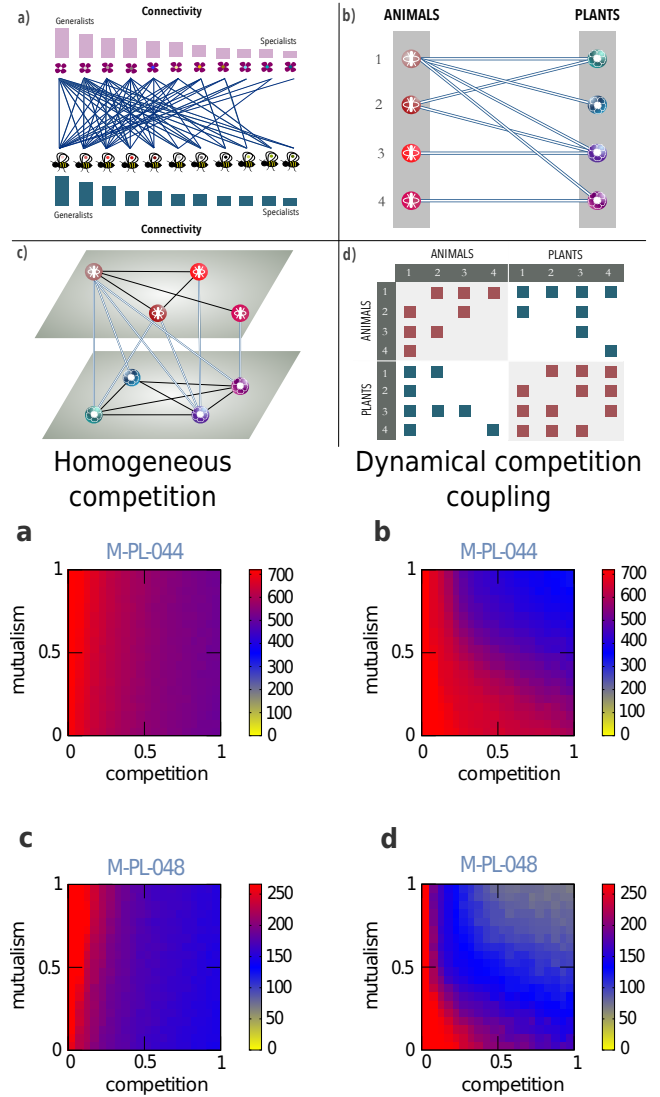 a)
Connectivity
Generalists
Specialists
Generalists
Specialists
Connectivity
b)
ANIMALS
PLANTS
1
2
3
4
c)
d)
ANIMALS
PLANTS
1 2 3 4 1 2 3 4
ANIMALS
1
2
3
4
PLANTS
1
2
3
4
Homogeneous
competition
Dynamical competition
coupling
a
M-PL-044
1
0.5
0
mutualism
0 0.5 1
competition
700
600
500
400
300
200
100
0
b
M-PL-044
1
0.5
0
mutualism
0 0.5 1
competition
700
600
500
400
300
200
100
0
c
M-PL-048
1
0.5
0
mutualism
0 0.5 1
competition
250
200
150
100
50
0
d
M-PL-048
1
0.5
0
mutualism
0 0.5 1
competition
250
200
150
100
50
0